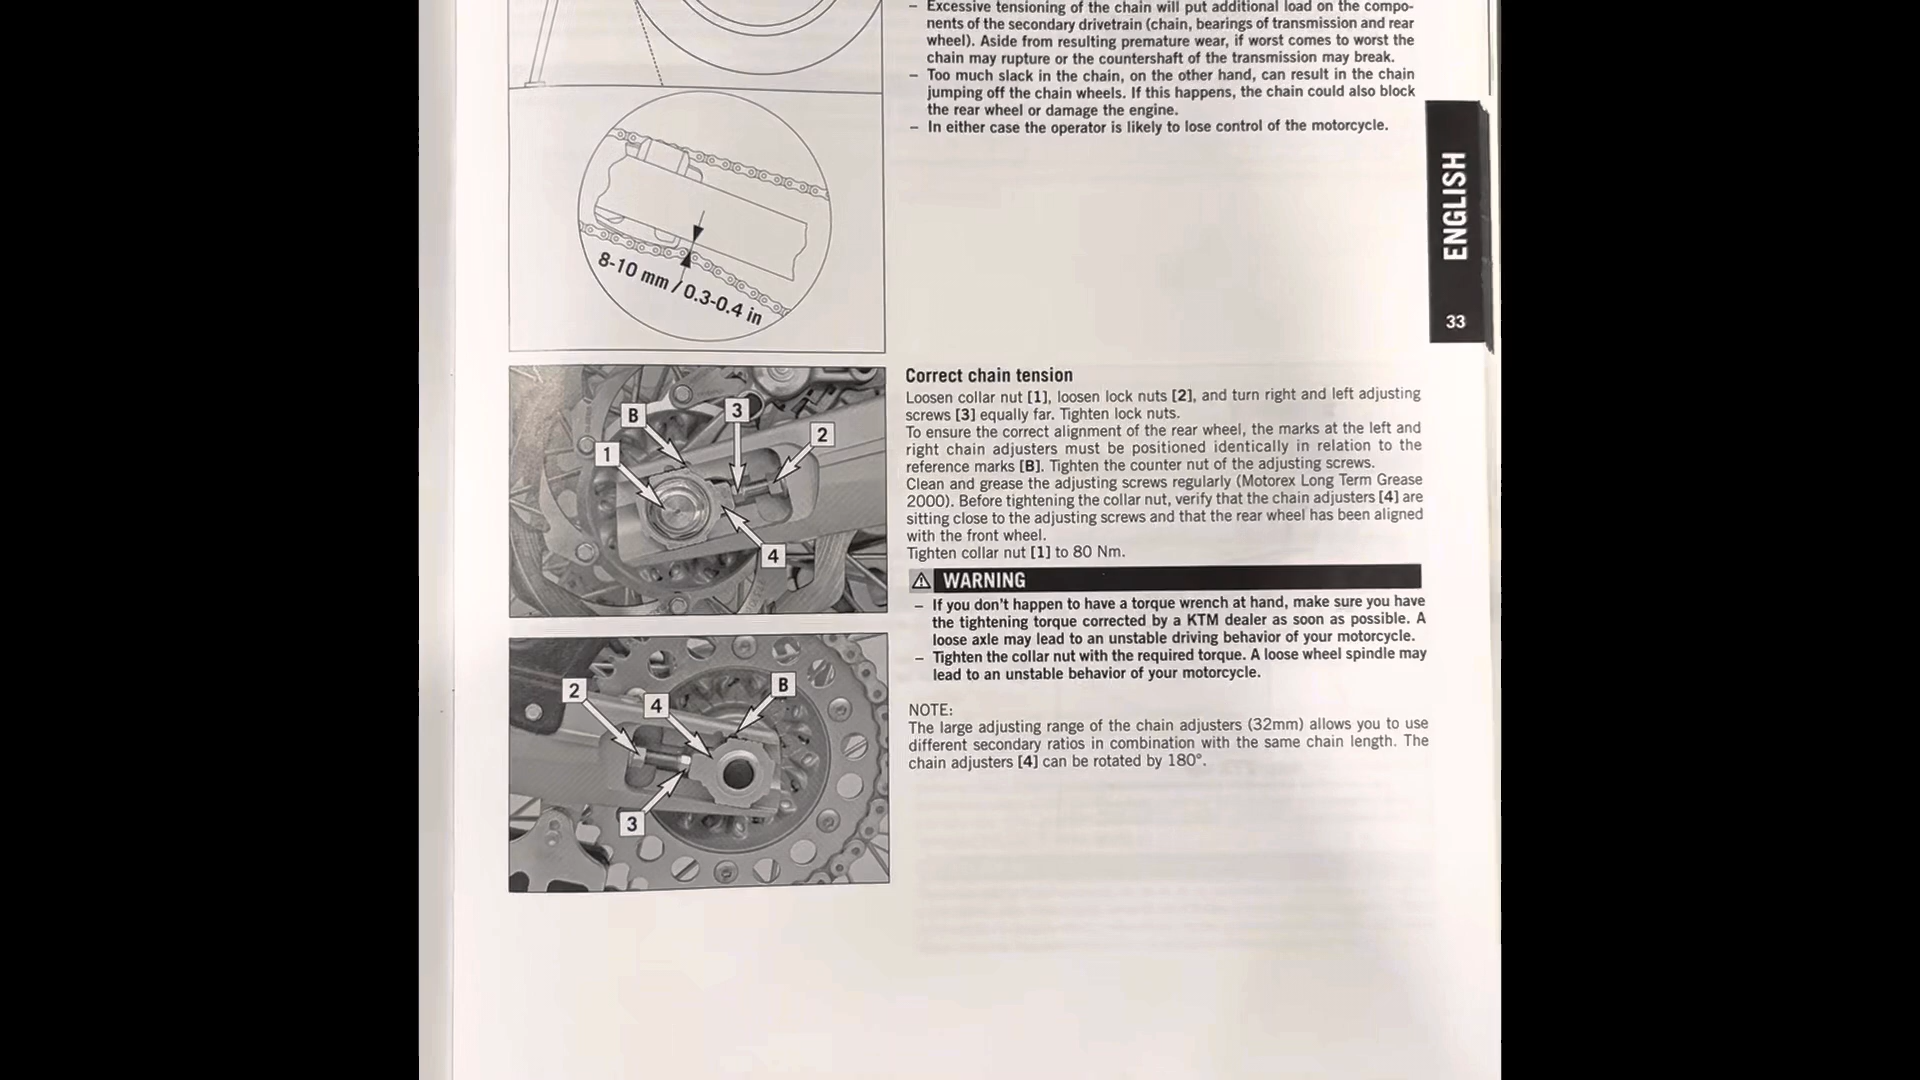 – Excessive tensioning of the chain will put additional load on the compo-
nents of the secondary drivetrain (chain, bearings of transmission and rear
wheel). Aside from resulting premature wear, if worst comes to worst the
chain may rupture or the countershaft of the transmission may break.
– Too much slack in the chain, on the other hand, can result in the chain
jumping off the chain wheels. If this happens, the chain could also block
the rear wheel or damage the engine.
– In either case the operator is likely to lose control of the motorcycle.
8-10 mm / 0.3-0.4 in
ENGLISH
33
B
3
2
1
4
Correct chain tension
Loosen collar nut [1], loosen lock nuts [2], and turn right and left adjusting
screws [3] equally far. Tighten lock nuts.
To ensure the correct alignment of the rear wheel, the marks at the left and
right chain adjusters must be positioned identically in relation to the
reference marks [B]. Tighten the counter nut of the adjusting screws.
Clean and grease the adjusting screws regularly (Motorex Long Term Grease
2000). Before tightening the collar nut, verify that the chain adjusters [4] are
sitting close to the adjusting screws and that the rear wheel has been aligned
with the front wheel.
Tighten collar nut [1] to 80 Nm.
WARNING
– If you don't happen to have a torque wrench at hand, make sure you have
the tightening torque corrected by a KTM dealer as soon as possible. A
loose axle may lead to an unstable driving behavior of your motorcycle.
– Tighten the collar nut with the required torque. A loose wheel spindle may
lead to an unstable behavior of your motorcycle.
2
4
B
3
NOTE:
The large adjusting range of the chain adjusters (32mm) allows you to use
different secondary ratios in combination with the same chain length. The
chain adjusters [4] can be rotated by 180°.